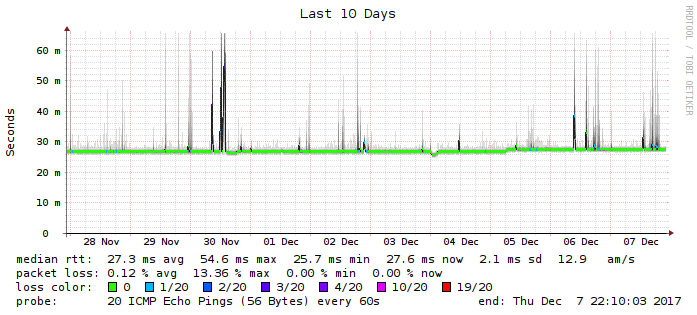 Last 10 Days
RRDTOOL / TOBI OETIKER
Seconds
60 m
50 m
40 m
30 m
20 m
10 m
0
28 Nov 29 Nov 30 Nov 01 Dec 02 Dec 03 Dec 04 Dec 05 Dec 06 Dec 07 Dec
median rtt: 27.3 ms avg 54.6 ms max 25.7 ms min 27.6 ms now 2.1 ms sd 12.9 am/s
packet loss: 0.12 % avg 13.36 % max 0.00 % min 0.00 % now
loss color: 0 1/20 2/20 3/20 4/20 10/20 19/20
probe: 20 ICMP Echo Pings (56 Bytes) every 60s end: Thu Dec 7 22:10:03 2017